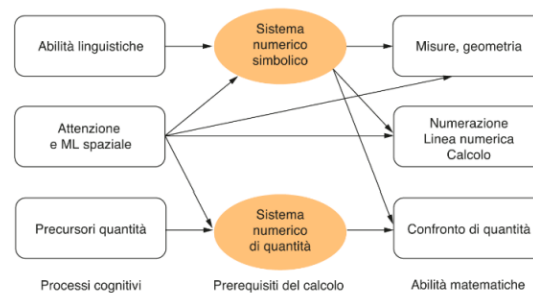 Abilità linguistiche
Sistema
numerico
simbolico
Misure, geometria
Attenzione
e ML spaziale
Numerazione
Linea numerica
Calcolo
Precursori quantità
Sistema
numerico
di quantità
Confronto di quantità
Processi cognitivi
Prerequisiti del calcolo
Abilità matematiche